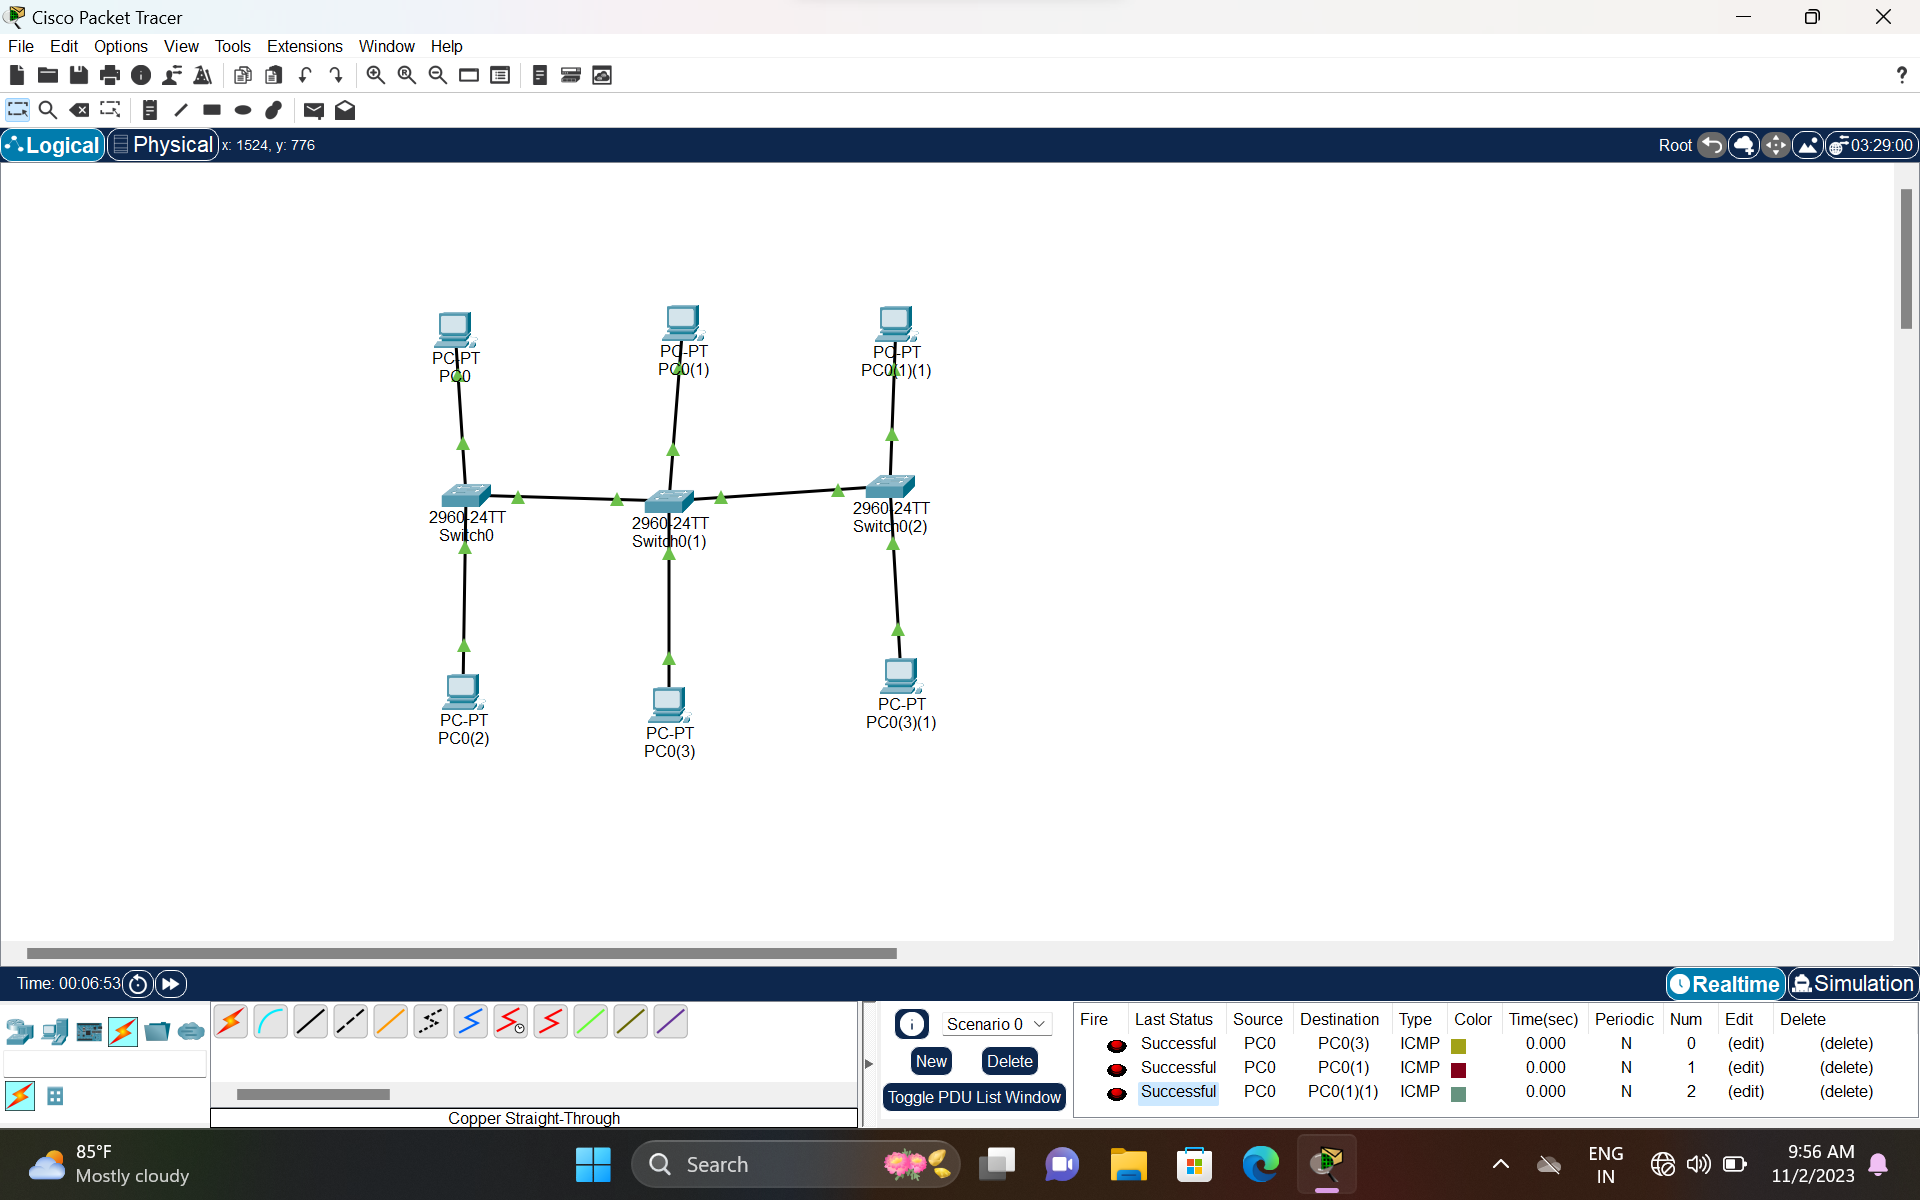 Cisco Packet Tracer
File Edit Options View Tools Extensions Window Help
?
Logical Physical x: 1524, y: 776 Root 03:29:00
PC-PT
PC0
PC-PT
PC0(1)
PC-PT
PC0(1)(1)
2960-24TT
Switch0
2960-24TT
Switch0(1)
2960-24TT
Switch0(2)
PC-PT
PC0(2)
PC-PT
PC0(3)
PC-PT
PC0(3)(1)
Time: 00:06:53 Realtime Simulation
Copper Straight-Through
Scenario 0
New Delete
Toggle PDU List Window
Fire Last Status Source Destination Type Color Time(sec) Periodic Num Edit Delete
Successful PC0 PC0(3) ICMP 0.000 N 0 (edit) (delete)
Successful PC0 PC0(1) ICMP 0.000 N 1 (edit) (delete)
Successful PC0 PC0(1)(1) ICMP 0.000 N 2 (edit) (delete)
85°F
Mostly cloudy
Search
ENG
IN
9:56 AM
11/2/2023